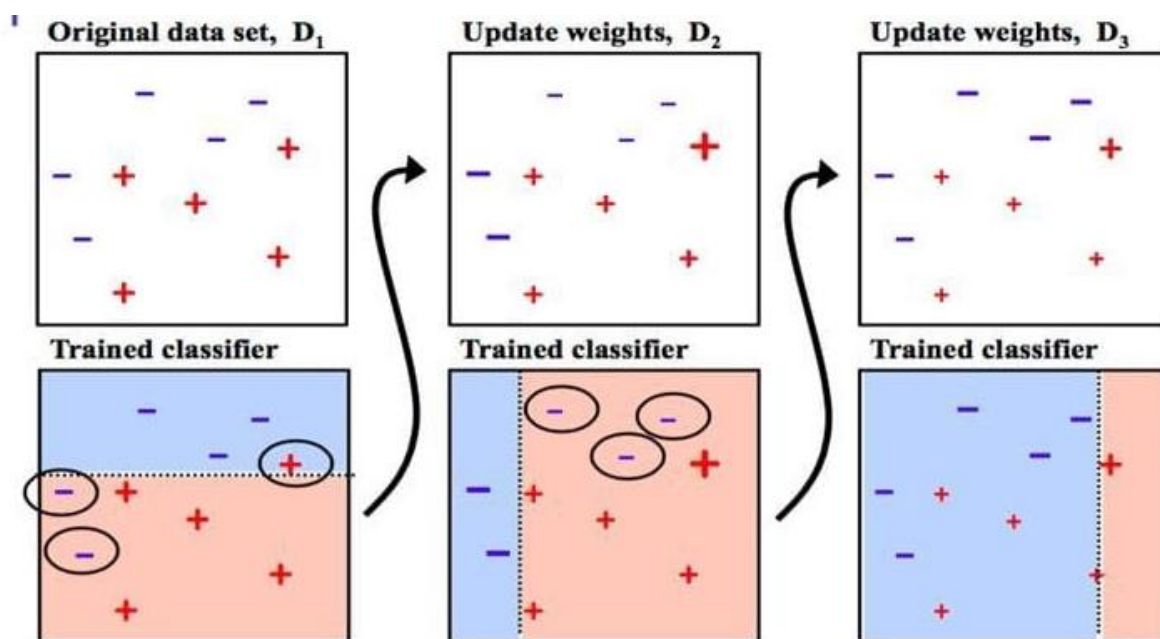 Original data set, D₁
Update weights, D₂
Update weights, D₃
Trained classifier
Trained classifier
Trained classifier